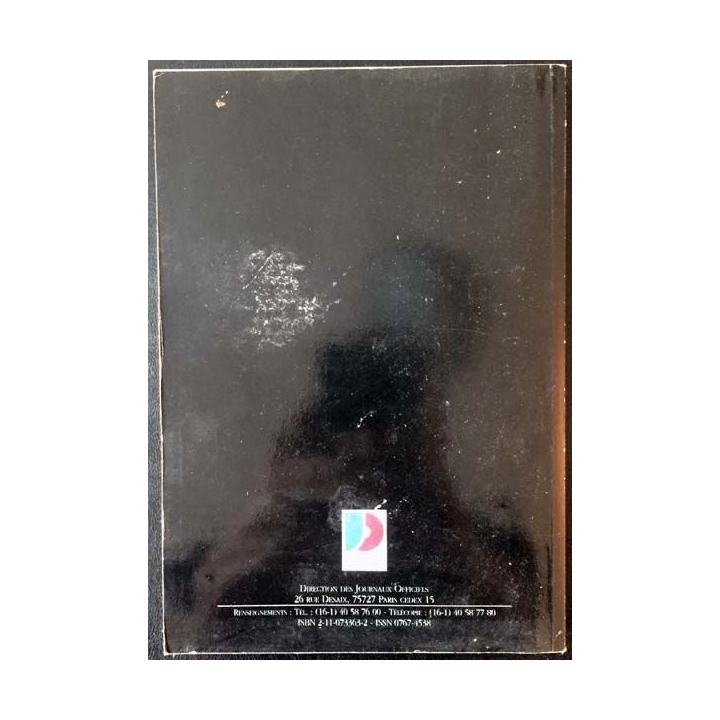 DIRECTION DES JOURNAUX OFFICIELS
26 RUE DESAIX, 75727 PARIS CEDEX 15
RENSEIGNEMENTS : TÉL. : (16-1) 40 58 76 00 - TÉLÉCOPIE : (16-1) 40 58 77 80
ISBN 2-11-073363-2 - ISSN 0767-4538